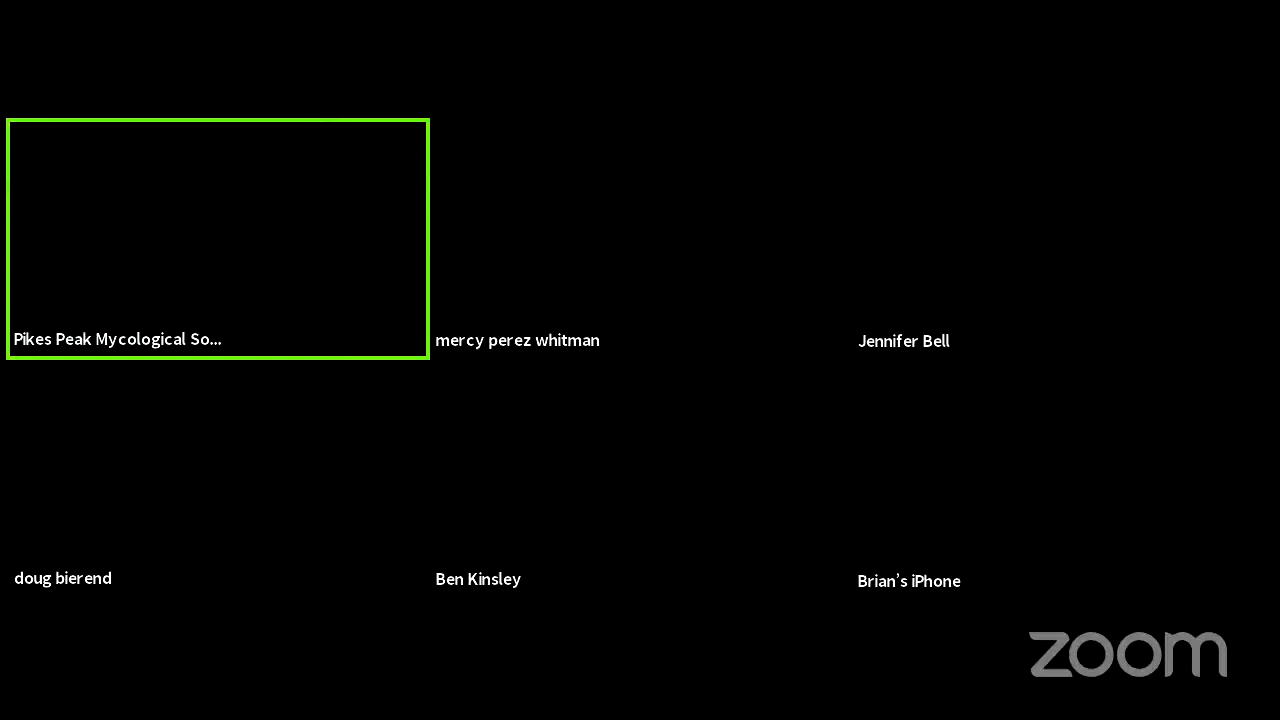 Pikes Peak Mycological So...
mercy perez whitman
Jennifer Bell
doug bierend
Ben Kinsley
Brian’s iPhone
zoom